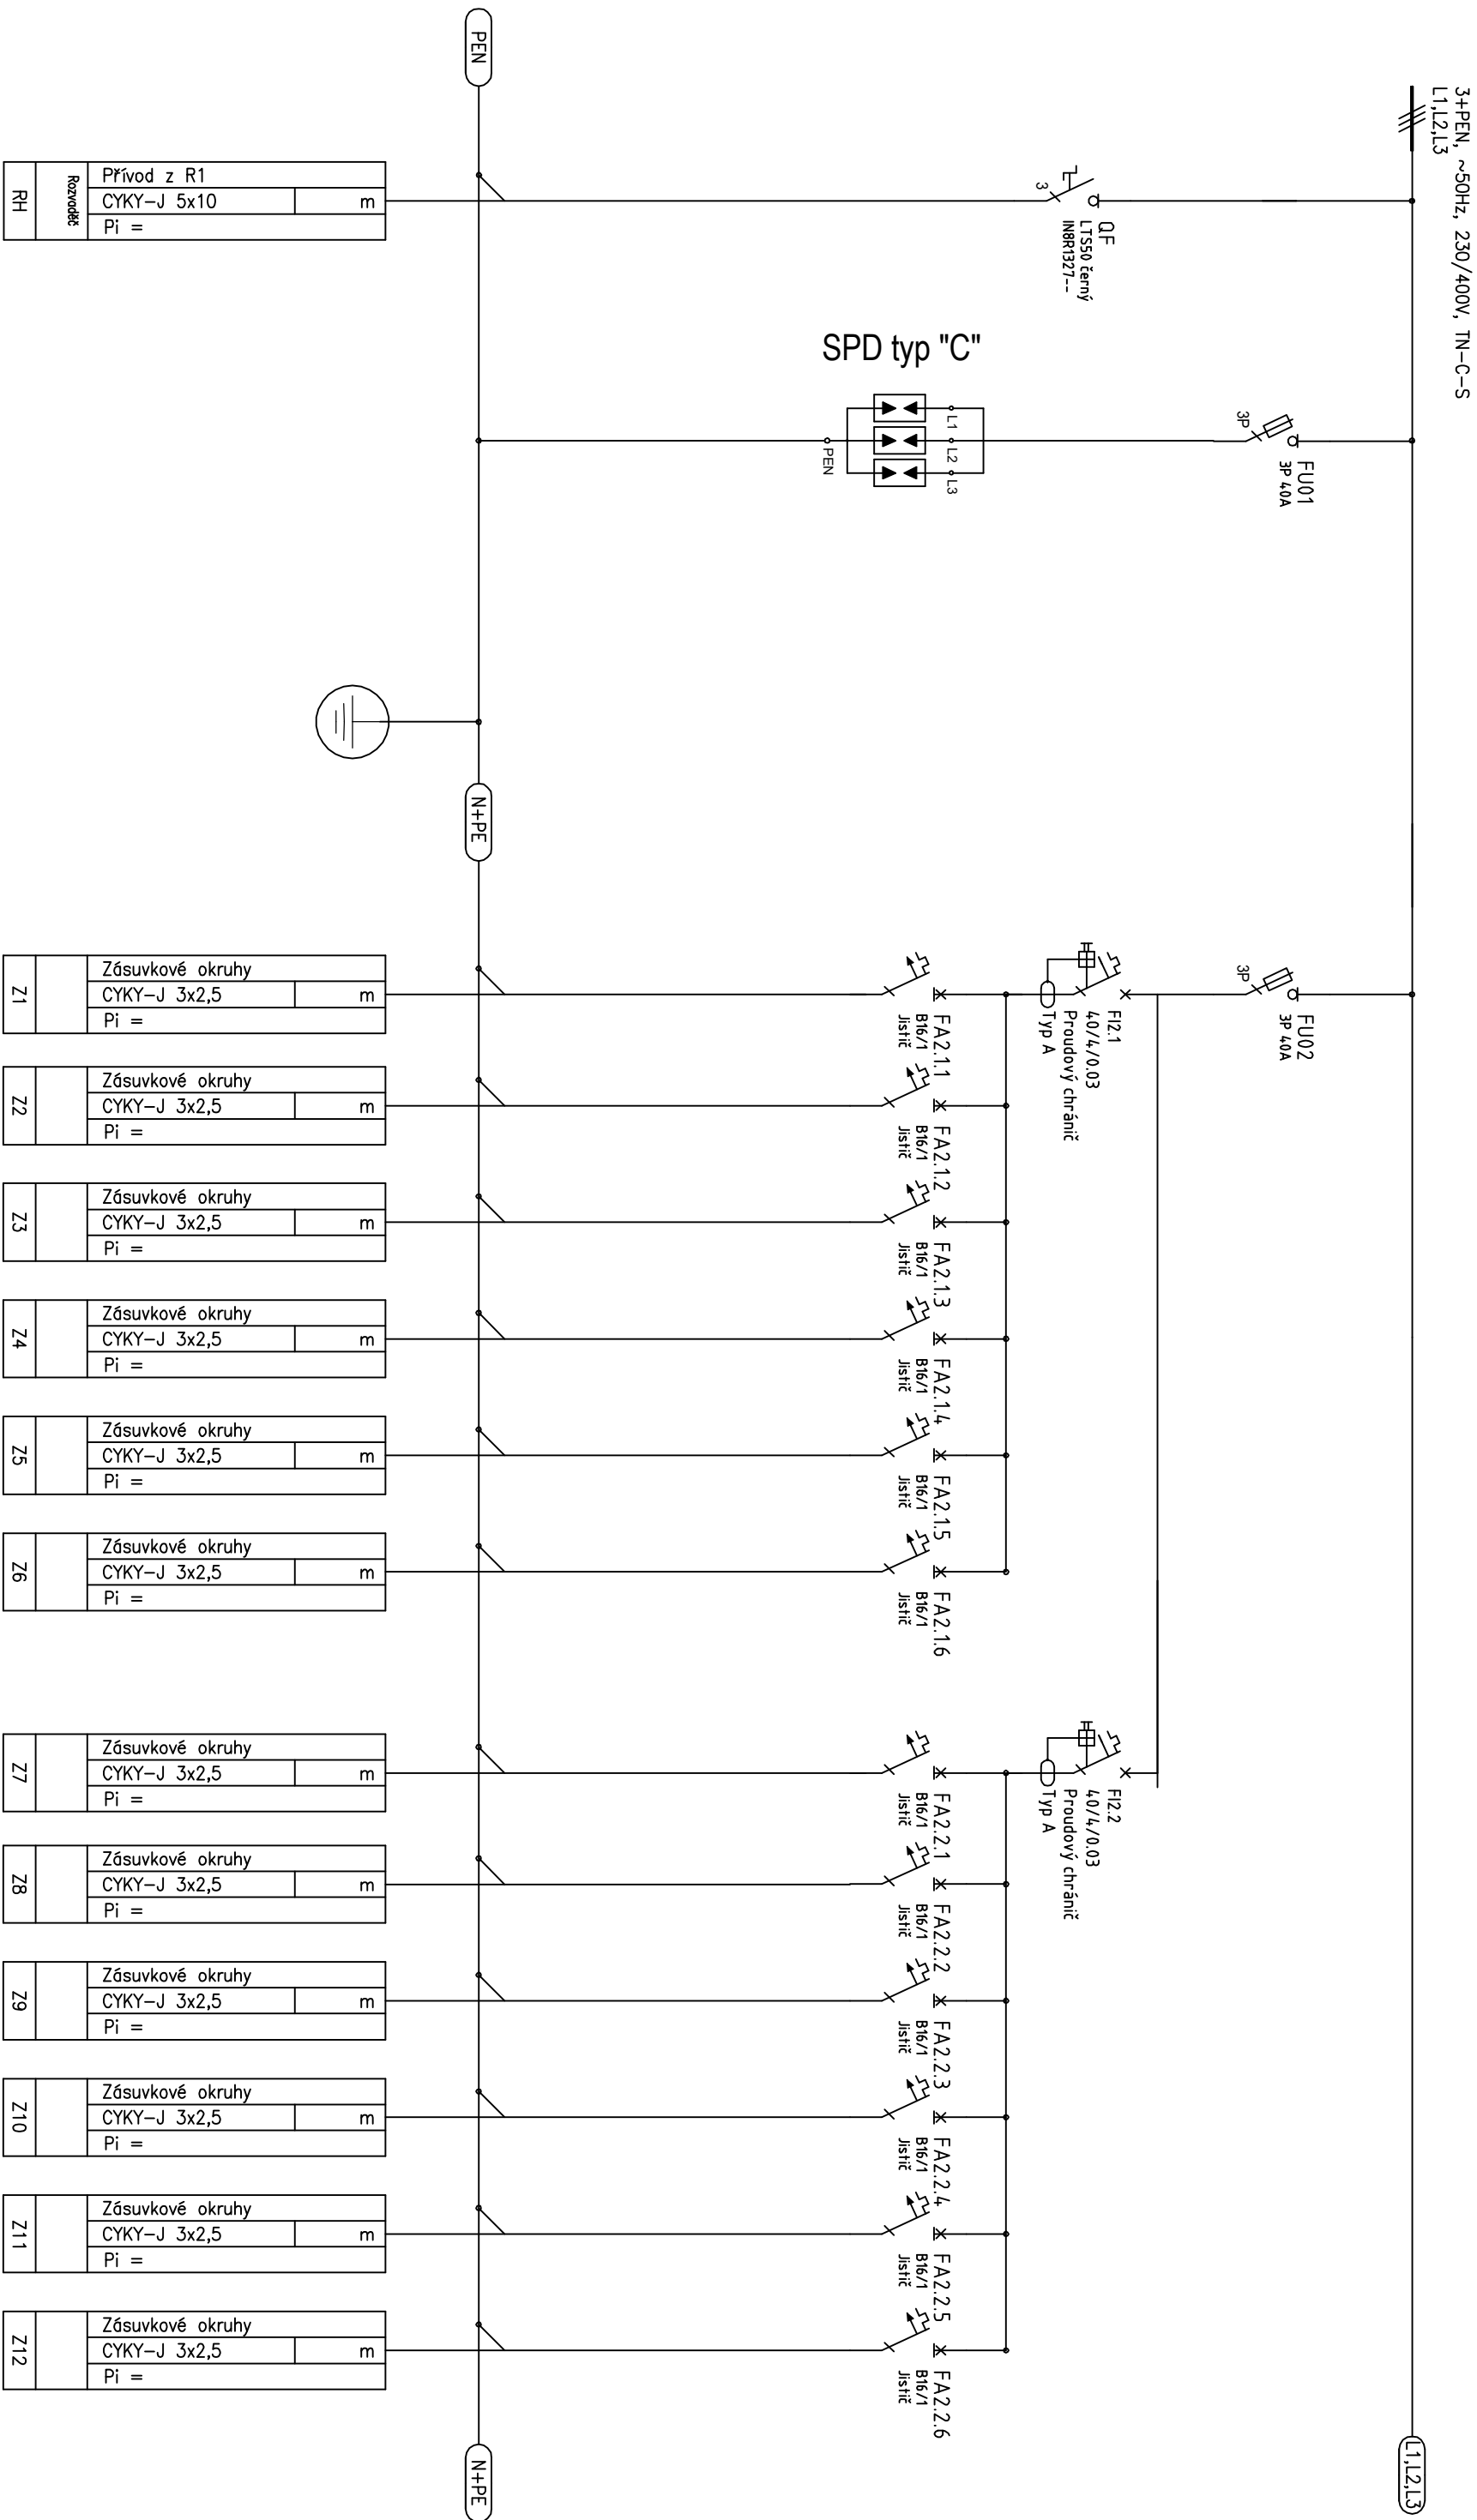 3+PEN, ~50Hz, 230/400V, TN-C-S
L1,L2,L3
QF
LTS50 černý
IN8R1327--
3
SPD typ "C"
L1
L2
L3
PEN
FU01
3P 40A
3P
FU02
3P 40A
3P
FI2.1
40/4/0.03
Proudový chránič
Typ A
FI2.2
40/4/0.03
Proudový chránič
Typ A
FA2.1.1
B16/1
Jistič
FA2.1.2
B16/1
Jistič
FA2.1.3
B16/1
Jistič
FA2.1.4
B16/1
Jistič
FA2.1.5
B16/1
Jistič
FA2.1.6
B16/1
Jistič
FA2.2.1
B16/1
Jistič
FA2.2.2
B16/1
Jistič
FA2.2.3
B16/1
Jistič
FA2.2.4
B16/1
Jistič
FA2.2.5
B16/1
Jistič
FA2.2.6
B16/1
Jistič
L1,L2,L3
PEN
N+PE
N+PE
Přívod z R1
CYKY-J 5x10 m
Pi =
Rozvaděč
RH
Zásuvkové okruhy
CYKY-J 3x2,5 m
Pi =
Z1
Zásuvkové okruhy
CYKY-J 3x2,5 m
Pi =
Z2
Zásuvkové okruhy
CYKY-J 3x2,5 m
Pi =
Z3
Zásuvkové okruhy
CYKY-J 3x2,5 m
Pi =
Z4
Zásuvkové okruhy
CYKY-J 3x2,5 m
Pi =
Z5
Zásuvkové okruhy
CYKY-J 3x2,5 m
Pi =
Z6
Zásuvkové okruhy
CYKY-J 3x2,5 m
Pi =
Z7
Zásuvkové okruhy
CYKY-J 3x2,5 m
Pi =
Z8
Zásuvkové okruhy
CYKY-J 3x2,5 m
Pi =
Z9
Zásuvkové okruhy
CYKY-J 3x2,5 m
Pi =
Z10
Zásuvkové okruhy
CYKY-J 3x2,5 m
Pi =
Z11
Zásuvkové okruhy
CYKY-J 3x2,5 m
Pi =
Z12